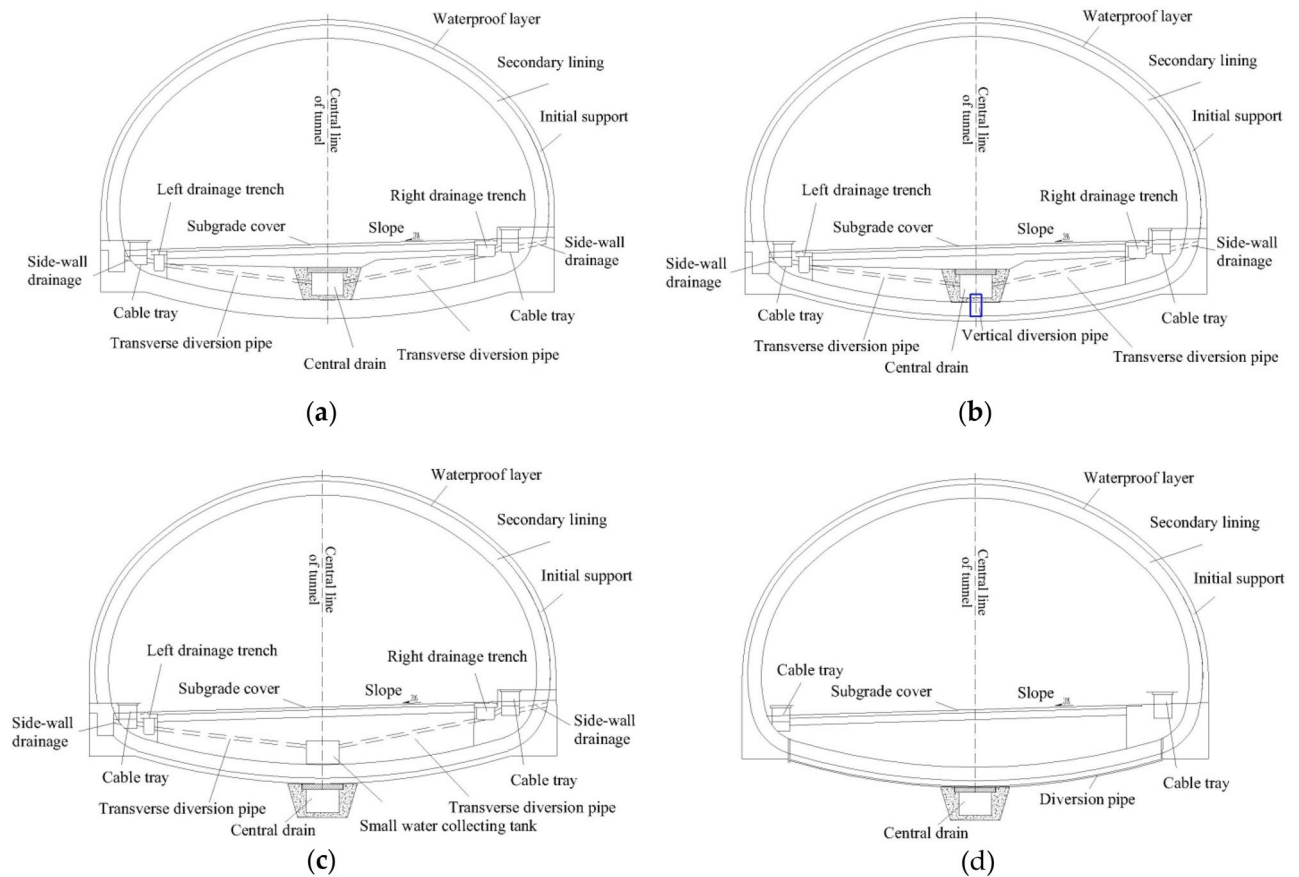 Waterproof layer
Secondary lining
Initial support
Central line
of tunnel
Left drainage trench
Right drainage trench
Subgrade cover
Slope
Side-wall
drainage
Side-wall
drainage
Cable tray
Cable tray
Transverse diversion pipe
Transverse diversion pipe
Central drain
(a)
Waterproof layer
Secondary lining
Initial support
Central line
of tunnel
Left drainage trench
Right drainage trench
Subgrade cover
Slope
Side-wall
drainage
Side-wall
drainage
Cable tray
Cable tray
Vertical diversion pipe
Transverse diversion pipe
Transverse diversion pipe
Central drain
(b)
Waterproof layer
Secondary lining
Initial support
Central line
of tunnel
Left drainage trench
Right drainage trench
Subgrade cover
Slope
Side-wall
drainage
Side-wall
drainage
Cable tray
Cable tray
Transverse diversion pipe
Transverse diversion pipe
Central drain
Small water collecting tank
(c)
Waterproof layer
Secondary lining
Initial support
Central line
of tunnel
Cable tray
Subgrade cover
Slope
Cable tray
Diversion pipe
Central drain
(d)